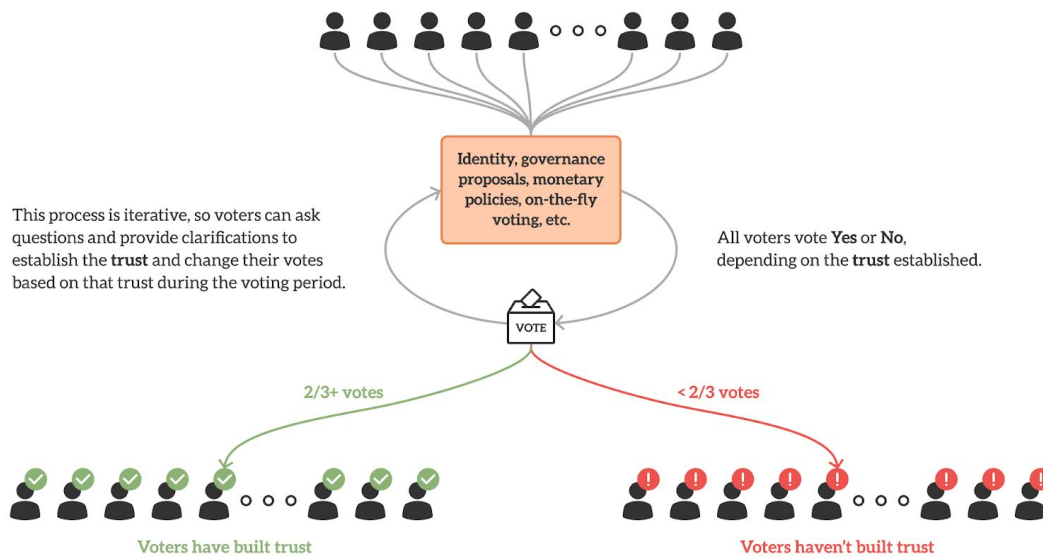 Identity, governance
proposals, monetary
policies, on-the-fly
voting, etc.
This process is iterative, so voters can ask
questions and provide clarifications to
establish the trust and change their votes
based on that trust during the voting period.
All voters vote Yes or No,
depending on the trust established.
VOTE
2/3+ votes
< 2/3 votes
Voters have built trust
Voters haven't built trust